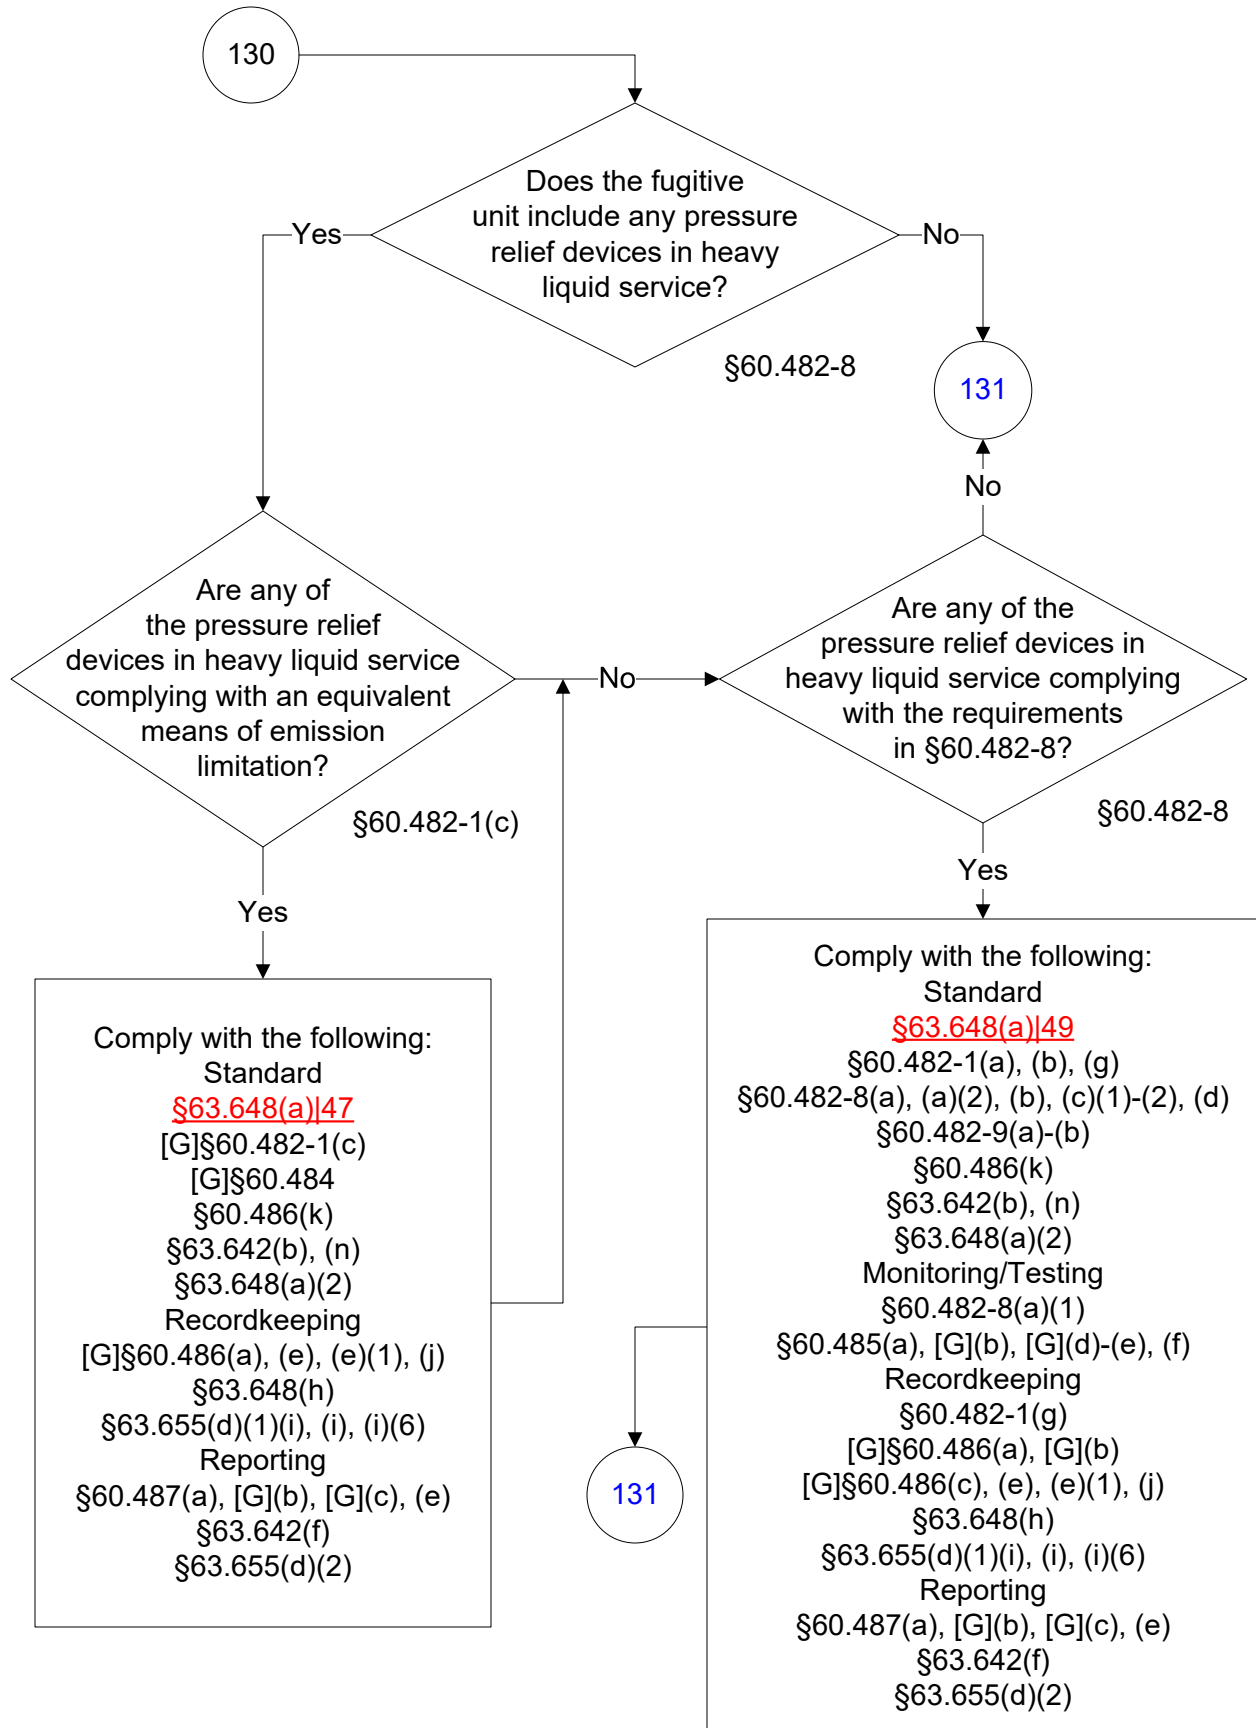 130
Does the fugitive
unit include any pressure
relief devices in heavy
liquid service?
Yes
No
§60.482-8
131
No
Are any of
the pressure relief
devices in heavy liquid service
complying with an equivalent
means of emission
limitation?
§60.482-1(c)
No
Are any of the
pressure relief devices in
heavy liquid service complying
with the requirements
in §60.482-8?
§60.482-8
Yes
Yes
Comply with the following:
Standard
§63.648(a)|47
[G]§60.482-1(c)
[G]§60.484
§60.486(k)
§63.642(b), (n)
§63.648(a)(2)
Recordkeeping
[G]§60.486(a), (e), (e)(1), (j)
§63.648(h)
§63.655(d)(1)(i), (i), (i)(6)
Reporting
§60.487(a), [G](b), [G](c), (e)
§63.642(f)
§63.655(d)(2)
Comply with the following:
Standard
§63.648(a)|49
§60.482-1(a), (b), (g)
§60.482-8(a), (a)(2), (b), (c)(1)-(2), (d)
§60.482-9(a)-(b)
§60.486(k)
§63.642(b), (n)
§63.648(a)(2)
Monitoring/Testing
§60.482-8(a)(1)
§60.485(a), [G](b), [G](d)-(e), (f)
Recordkeeping
§60.482-1(g)
[G]§60.486(a), [G](b)
[G]§60.486(c), (e), (e)(1), (j)
§63.648(h)
§63.655(d)(1)(i), (i), (i)(6)
Reporting
§60.487(a), [G](b), [G](c), (e)
§63.642(f)
§63.655(d)(2)
131